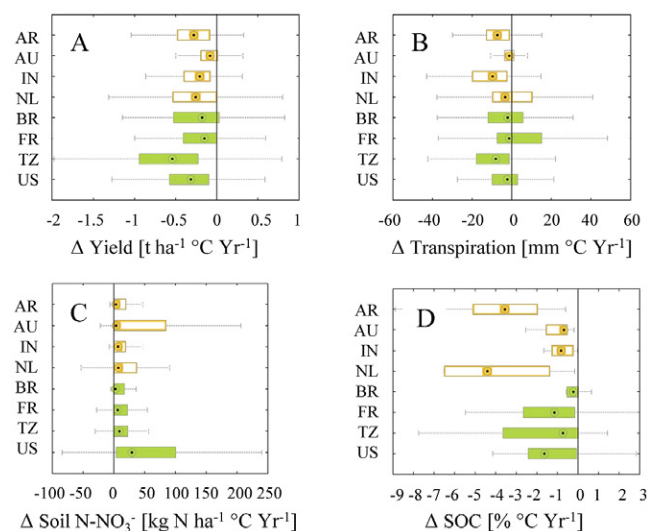 A
AR
AU
IN
NL
BR
FR
TZ
US
-2 -1.5 -1 -0.5 0 0.5 1
Δ Yield [t ha⁻¹ °C Yr⁻¹]
B
AR
AU
IN
NL
BR
FR
TZ
US
-60 -40 -20 0 20 40 60
Δ Transpiration [mm °C Yr⁻¹]
C
AR
AU
IN
NL
BR
FR
TZ
US
-100 -50 0 50 100 150 200 250
Δ Soil N-NO₃⁻ [kg N ha⁻¹ °C Yr⁻¹]
D
AR
AU
IN
NL
BR
FR
TZ
US
-9 -8 -7 -6 -5 -4 -3 -2 -1 0 1 2 3
Δ SOC [% °C Yr⁻¹]